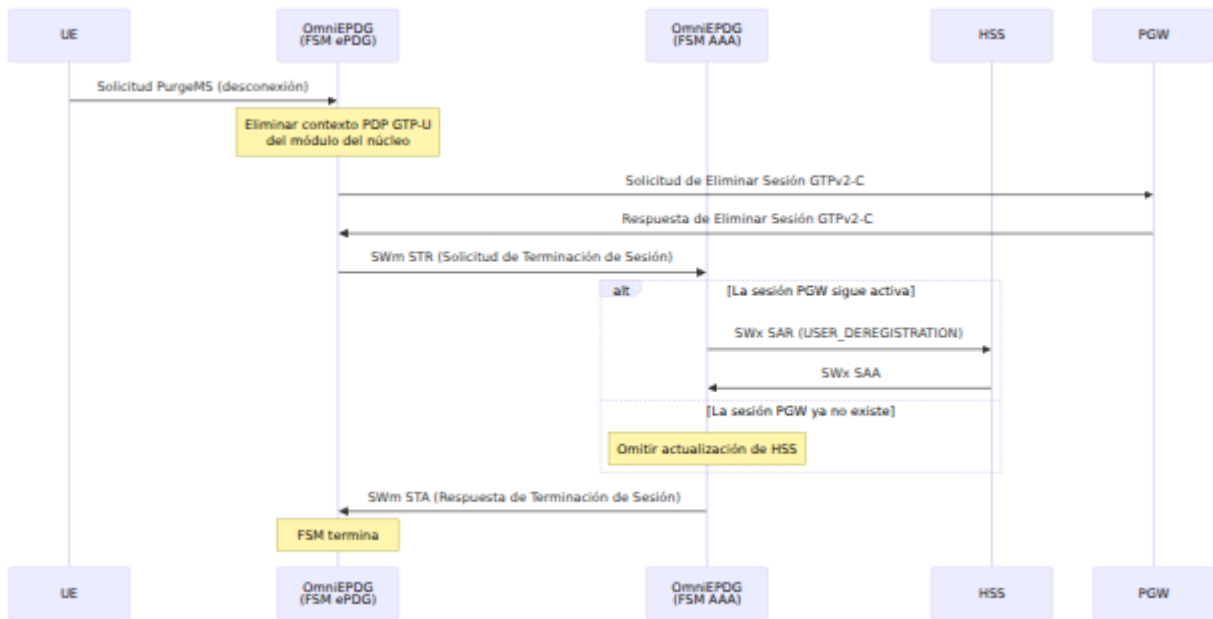 UE
OmniEPDG
(FSM ePDG)
OmniEPDG
(FSM AAA)
HSS
PGW
Solicitud PurgeMS (desconexión)
Eliminar contexto PDP GTP-U
del módulo del núcleo
Solicitud de Eliminar Sesión GTPv2-C
Respuesta de Eliminar Sesión GTPv2-C
SWm STR (Solicitud de Terminación de Sesión)
alt
[La sesión PGW sigue activa]
SWx SAR (USER_DEREGISTRATION)
SWx SAA
[La sesión PGW ya no existe]
Omitir actualización de HSS
SWm STA (Respuesta de Terminación de Sesión)
FSM termina
UE
OmniEPDG
(FSM ePDG)
OmniEPDG
(FSM AAA)
HSS
PGW